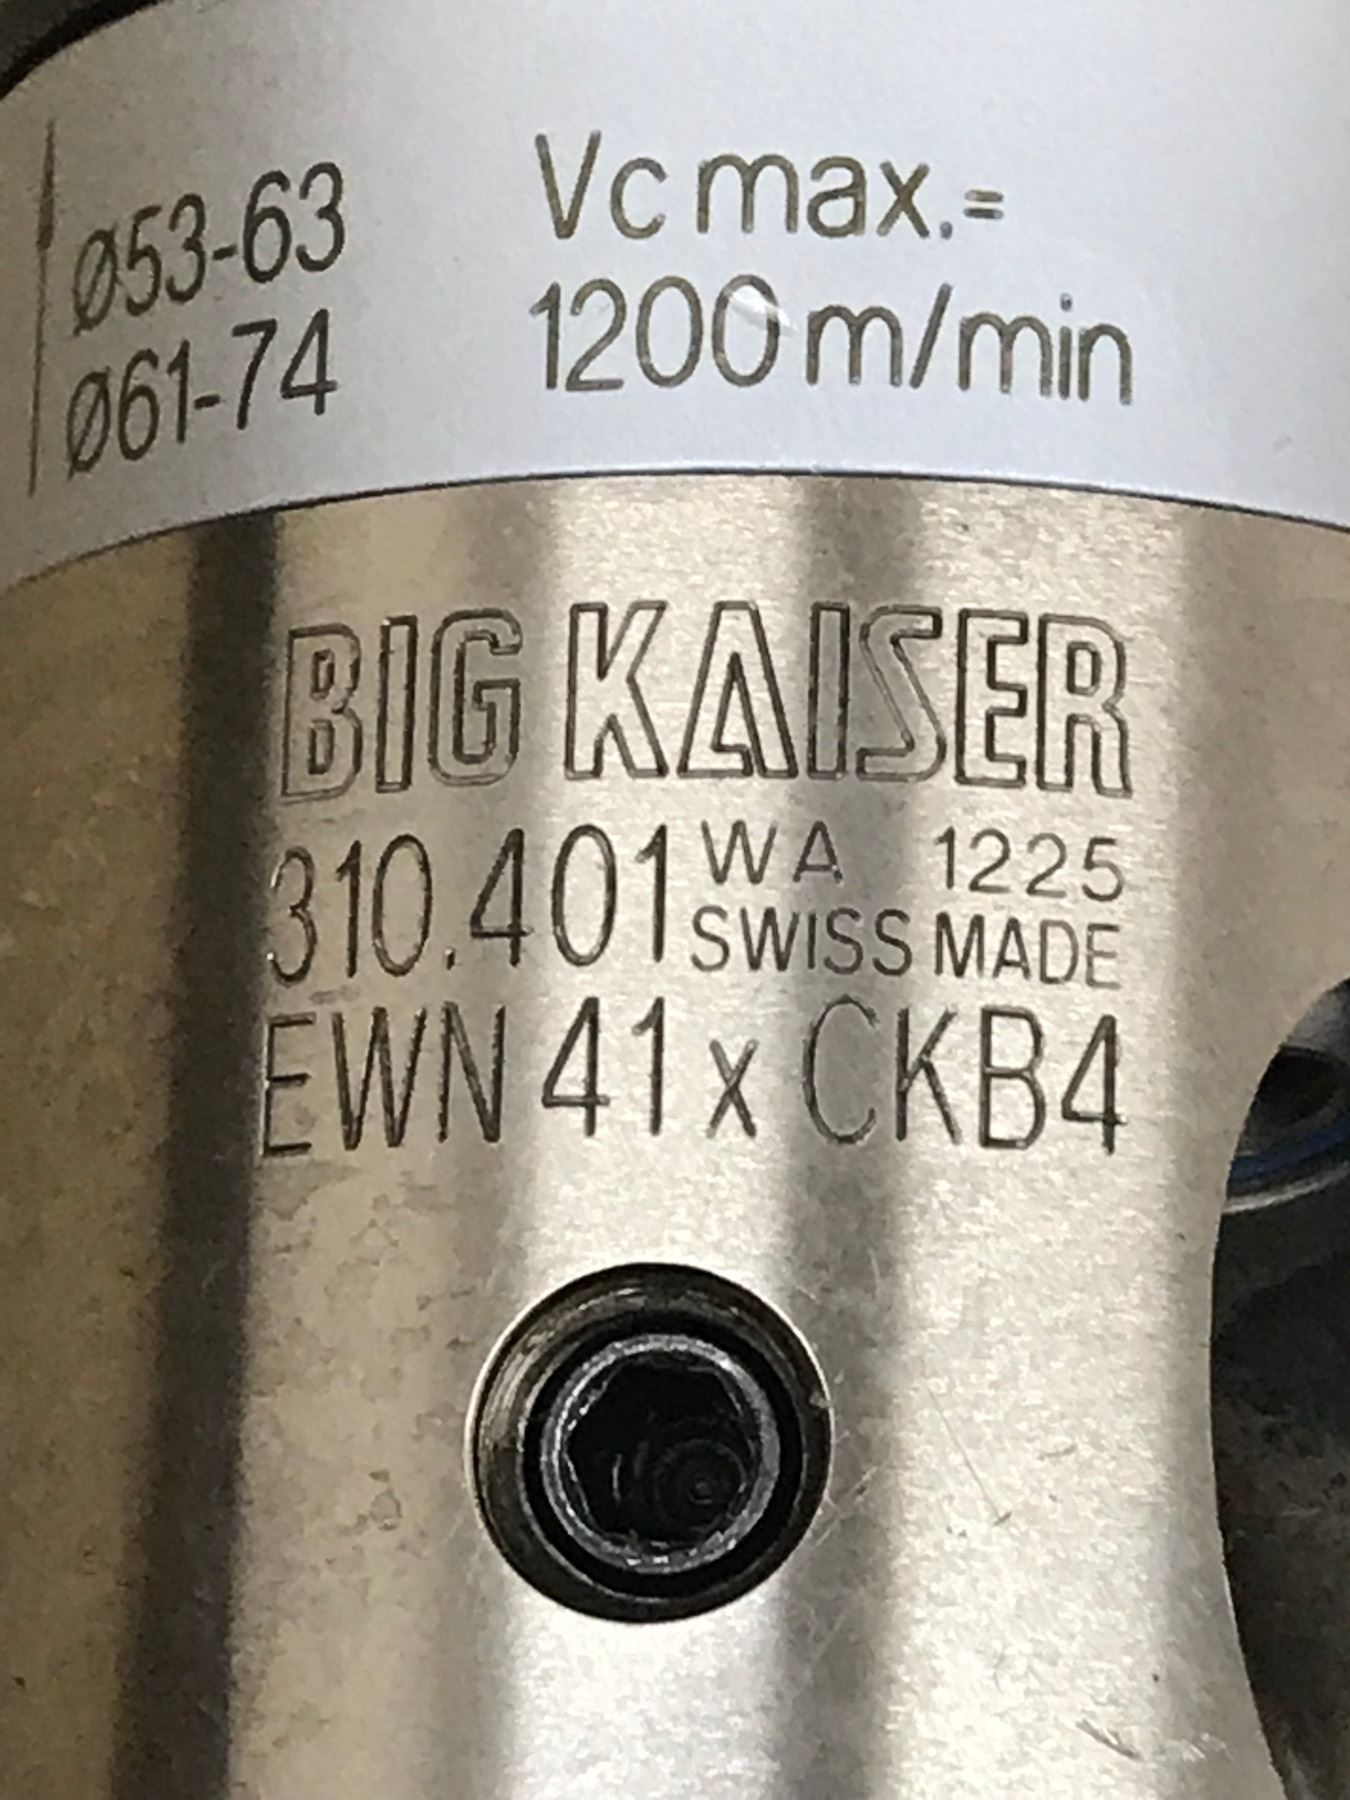 Ø53-63
Ø61-74
Vc max.=
1200 m/min
BIG KAISER
310.401 WA 1225
SWISS MADE
EWN 41 x CKB4